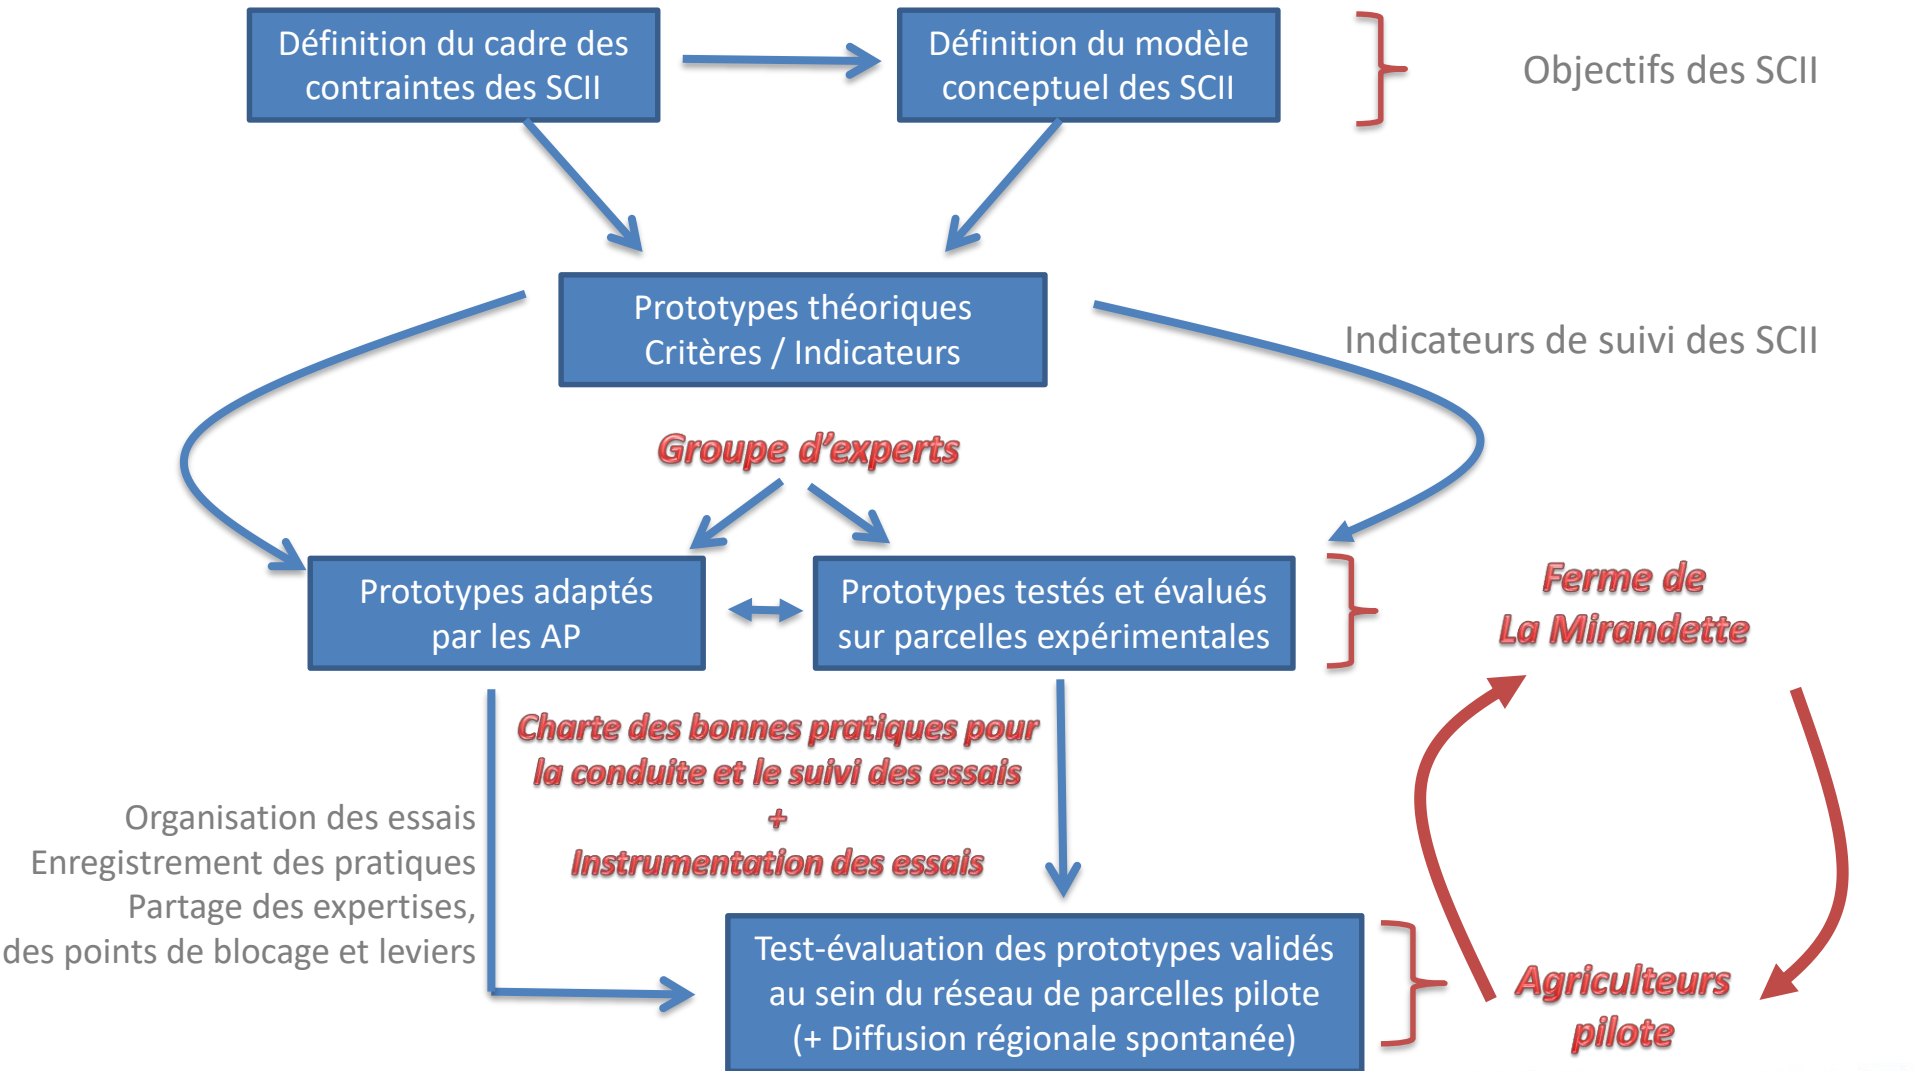 Définition du cadre des
contraintes des SCII
Définition du modèle
conceptuel des SCII
Objectifs des SCII
Prototypes théoriques
Critères / Indicateurs
Indicateurs de suivi des SCII
Groupe d’experts
Prototypes adaptés
par les AP
Prototypes testés et évalués
sur parcelles expérimentales
Ferme de
La Mirandette
Charte des bonnes pratiques pour
la conduite et le suivi des essais
+
Instrumentation des essais
Organisation des essais
Enregistrement des pratiques
Partage des expertises,
des points de blocage et leviers
Test-évaluation des prototypes validés
au sein du réseau de parcelles pilote
(+ Diffusion régionale spontanée)
Agriculteurs
pilote